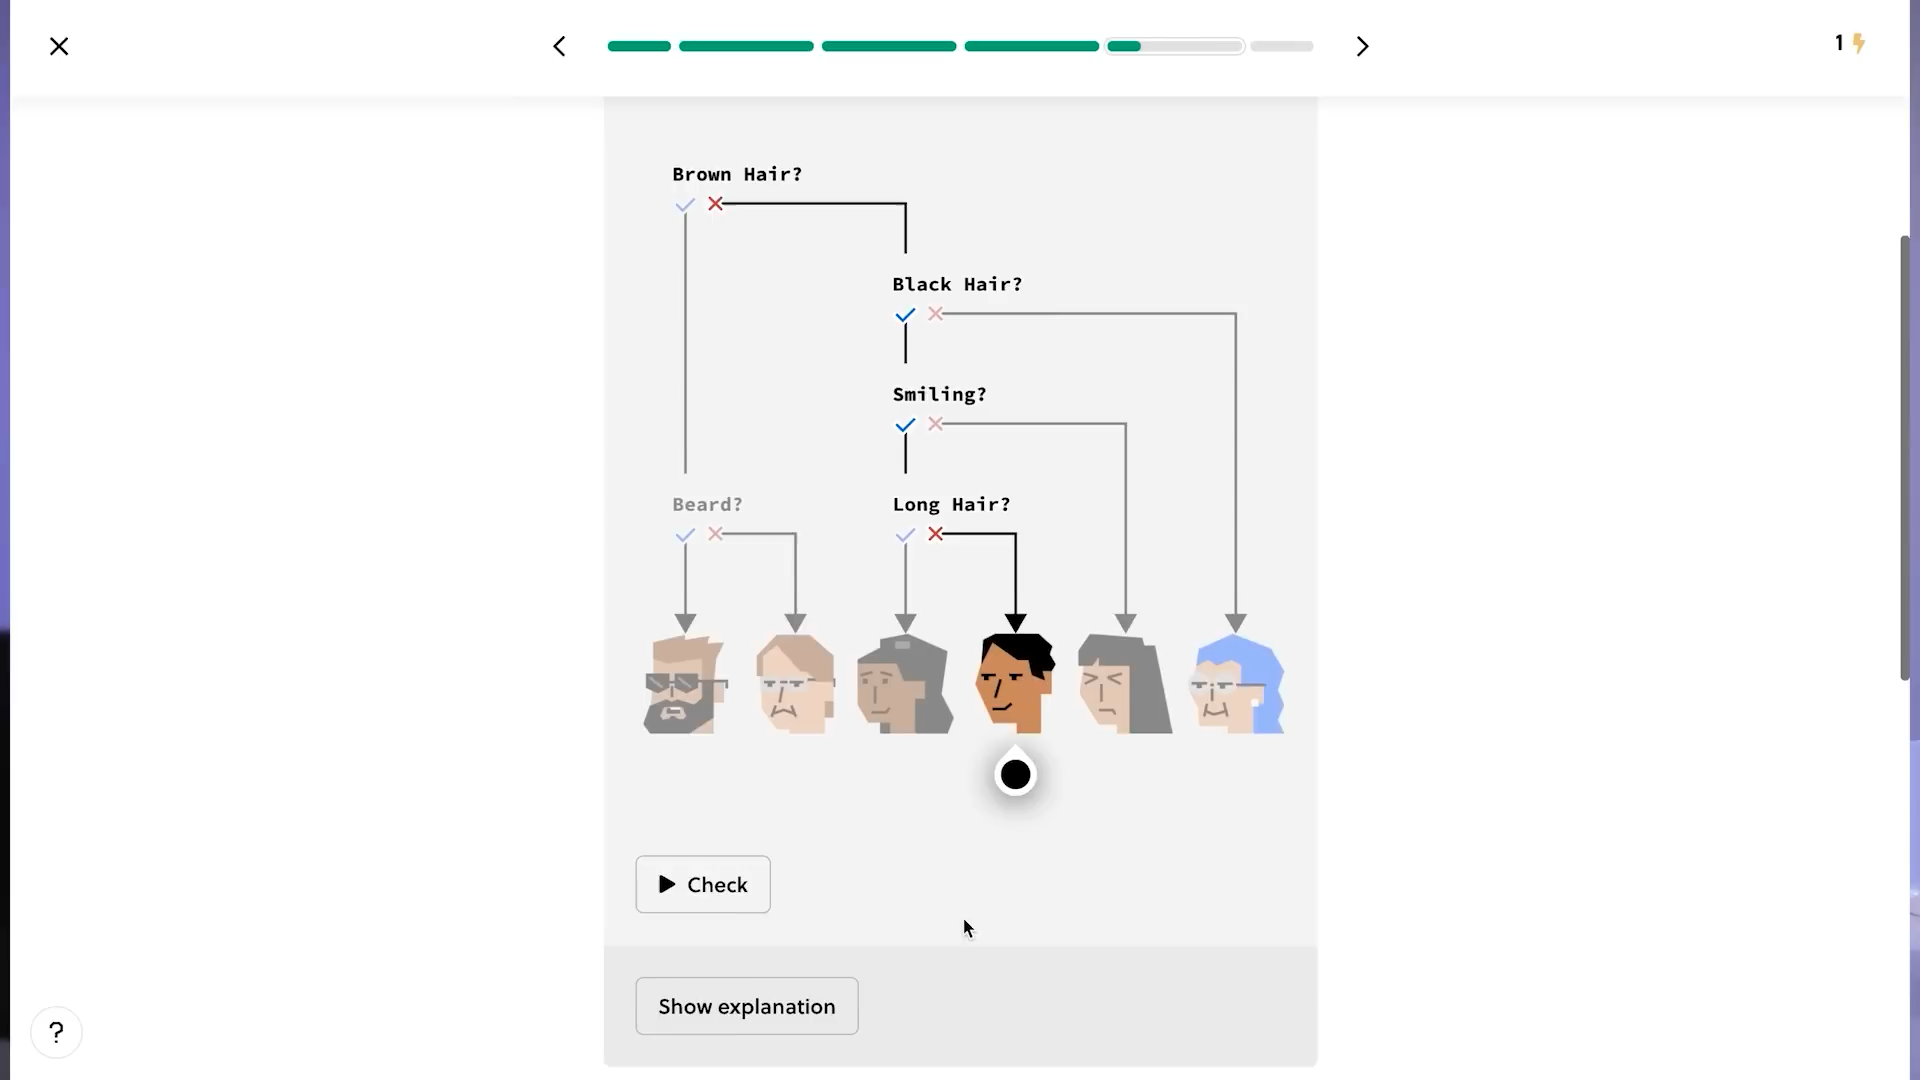 1
Brown Hair?
Black Hair?
Smiling?
Beard?
Long Hair?
Check
Show explanation
?